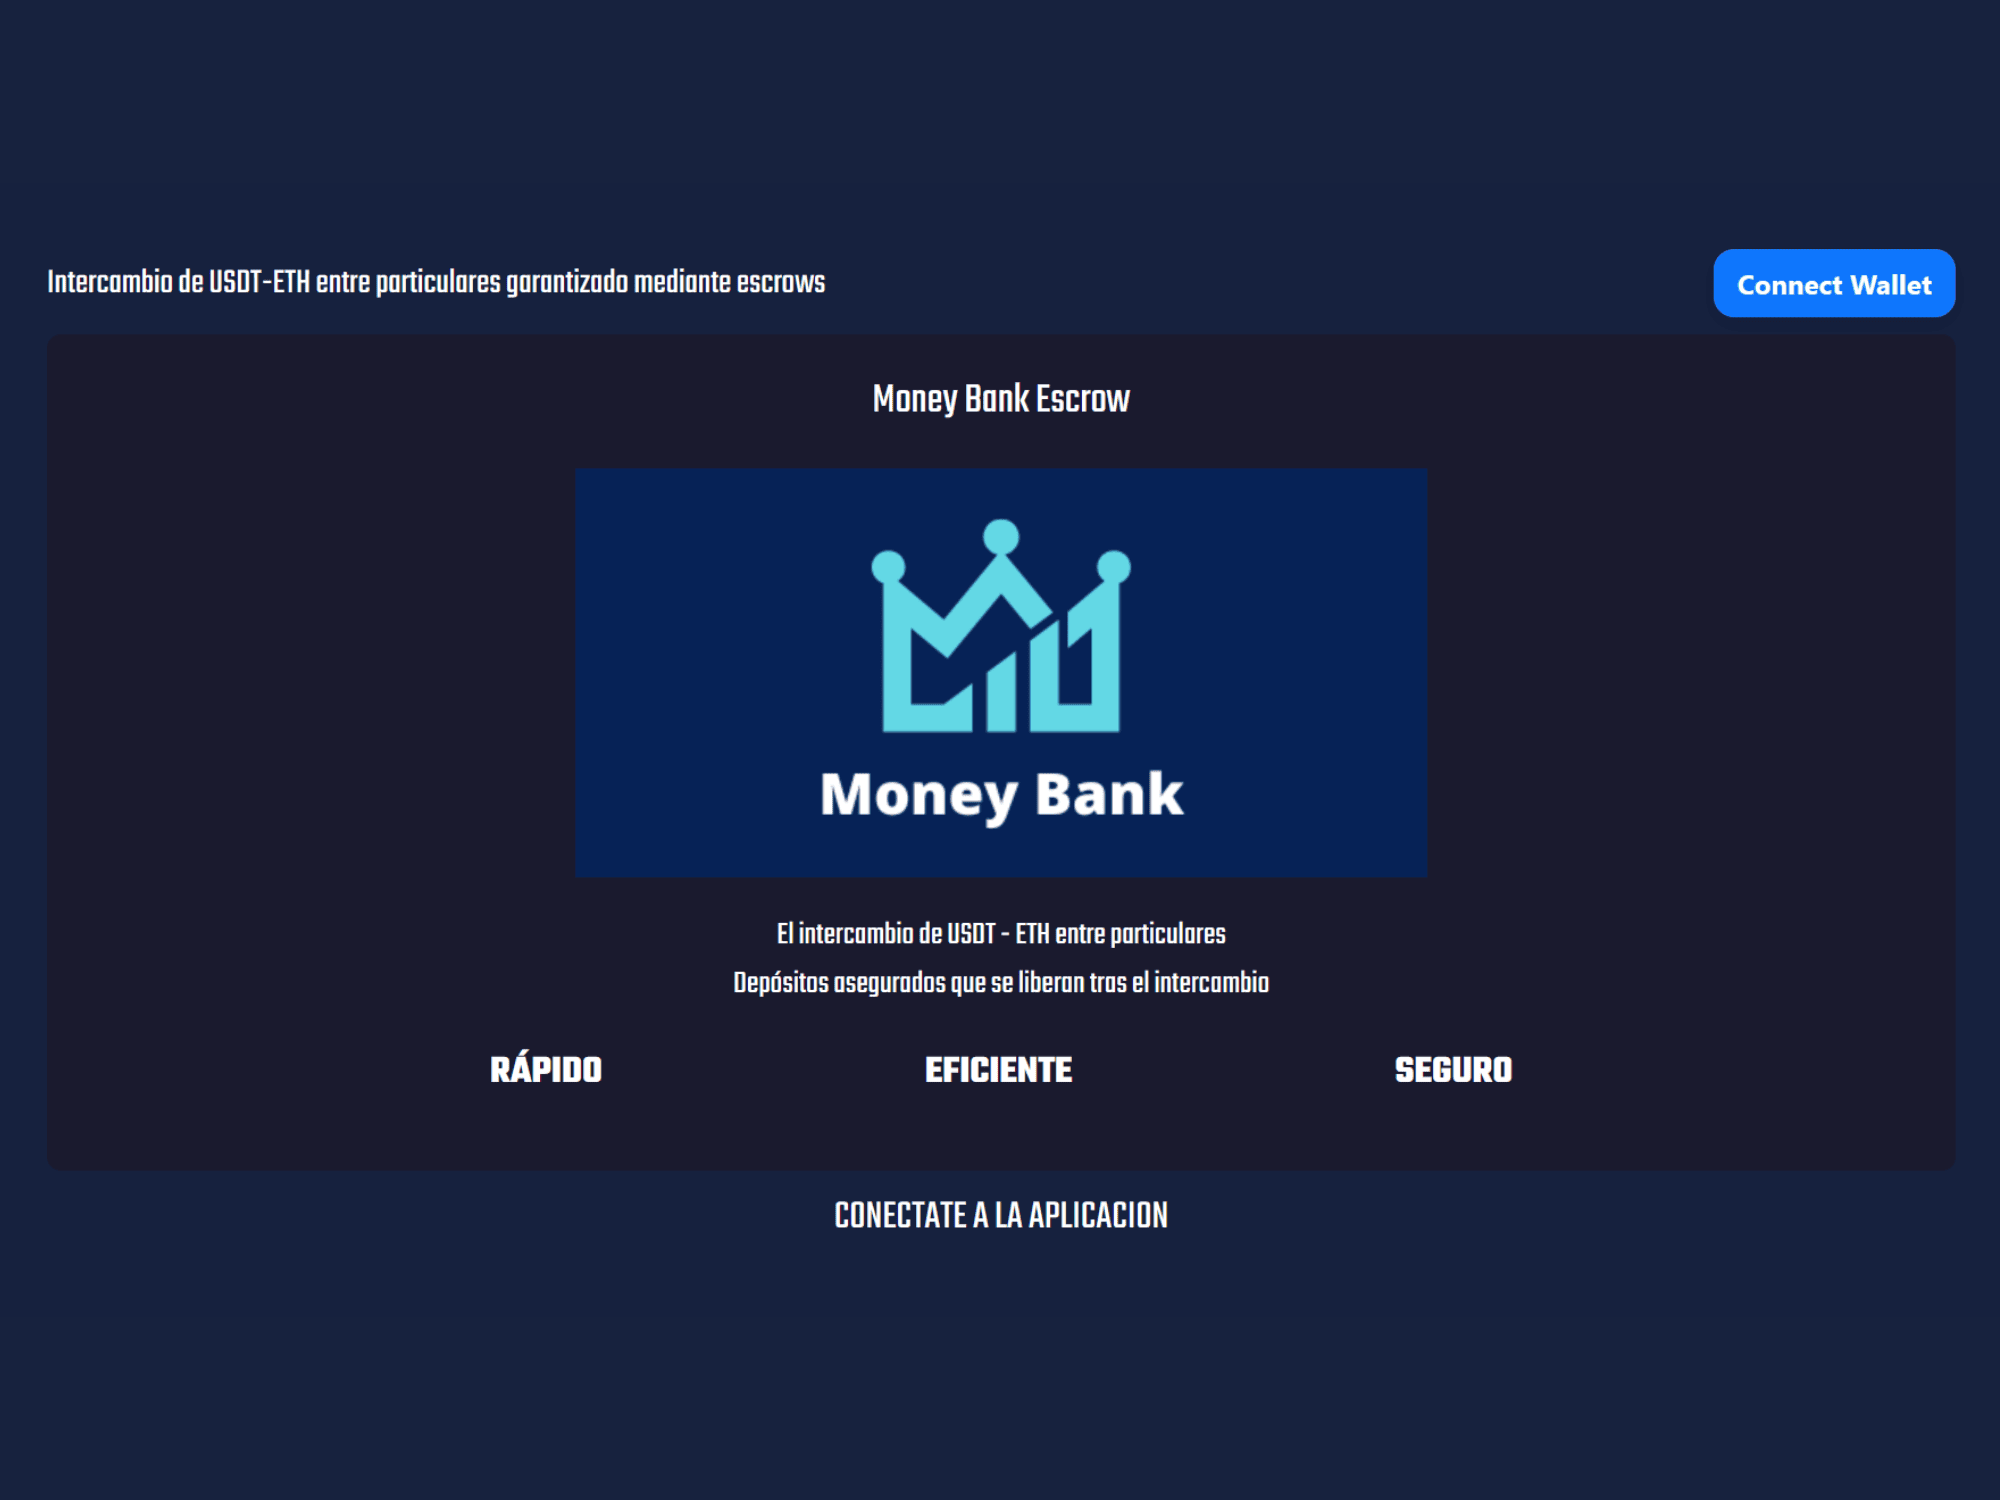 Intercambio de USDT-ETH entre particulares garantizado mediante escrows
Connect Wallet
Money Bank Escrow
Money Bank
El intercambio de USDT - ETH entre particulares
Depósitos asegurados que se liberan tras el intercambio
RÁPIDO
EFICIENTE
SEGURO
CONECTATE A LA APLICACION